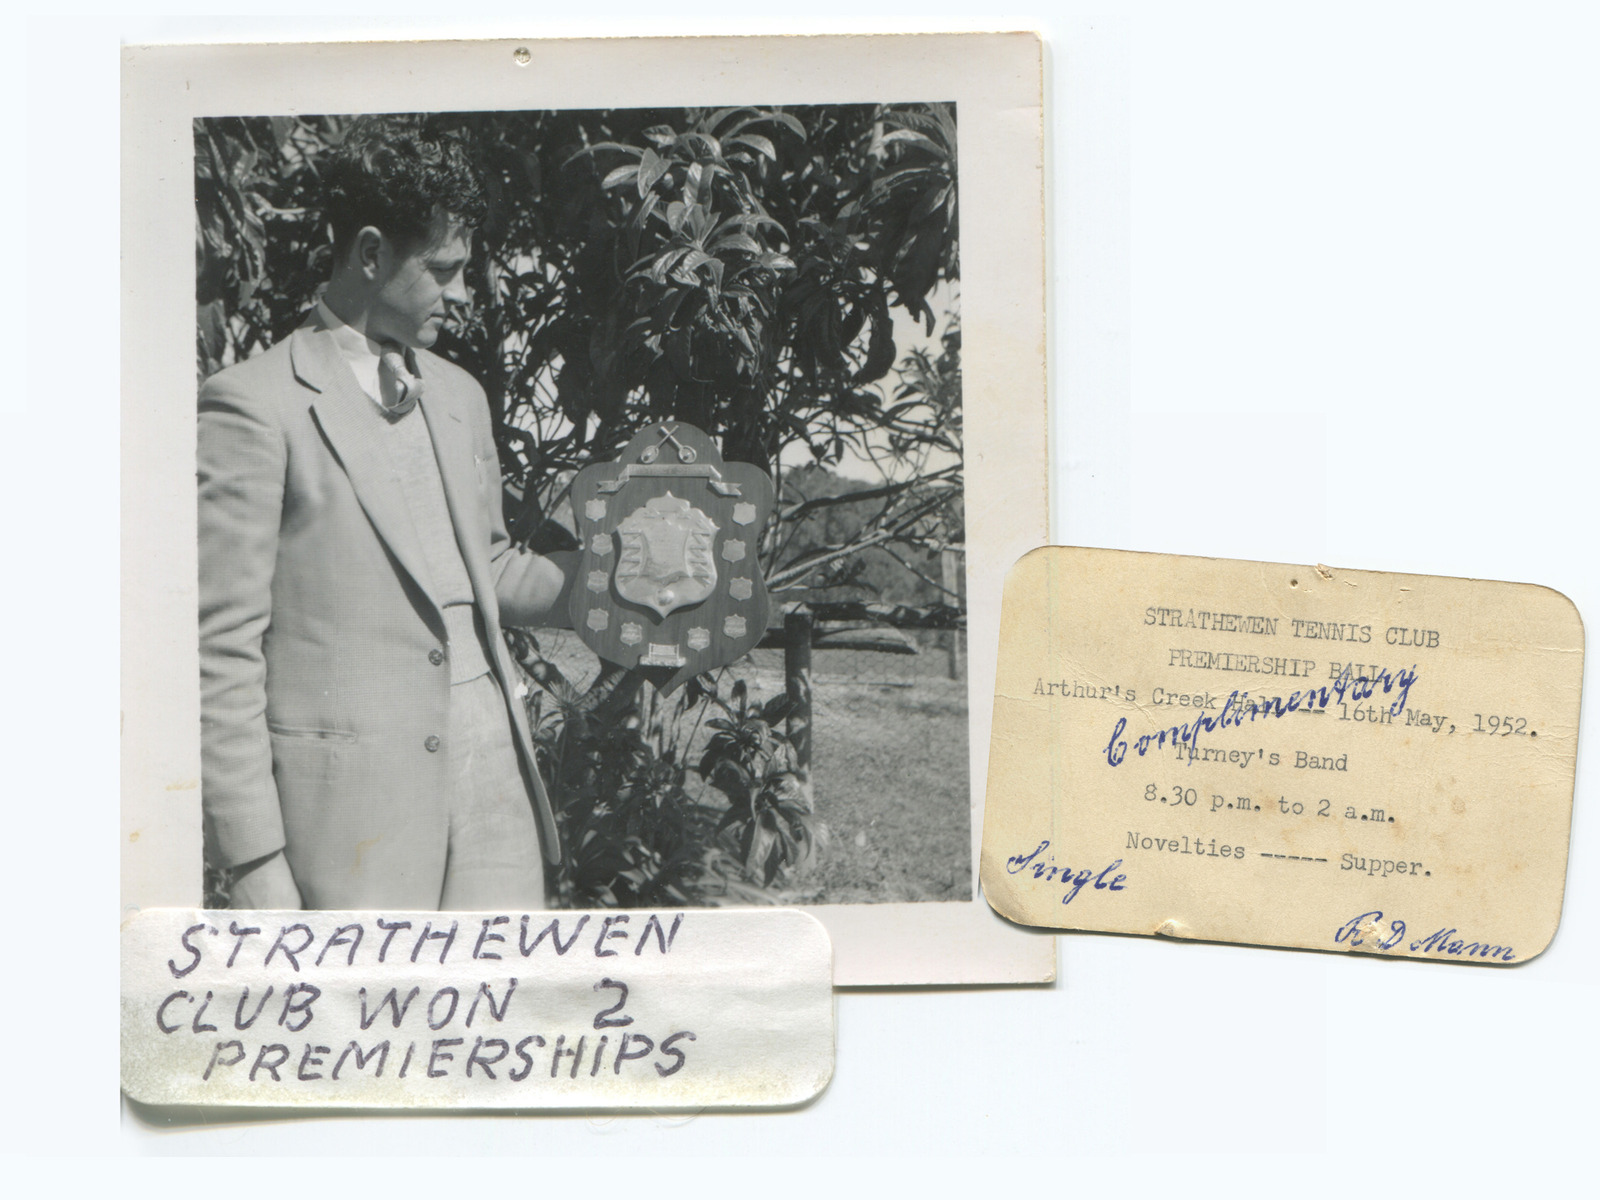 STRATHEWEN
CLUB WON 2
PREMIERSHIPS
STRATHEWEN TENNIS CLUB
PREMIERSHIP BALL
Complimentary
Arthur's Creek Hall -- 16th May, 1952.
Turney's Band
8.30 p.m. to 2 a.m.
Novelties ----- Supper.
Single
R D Mann